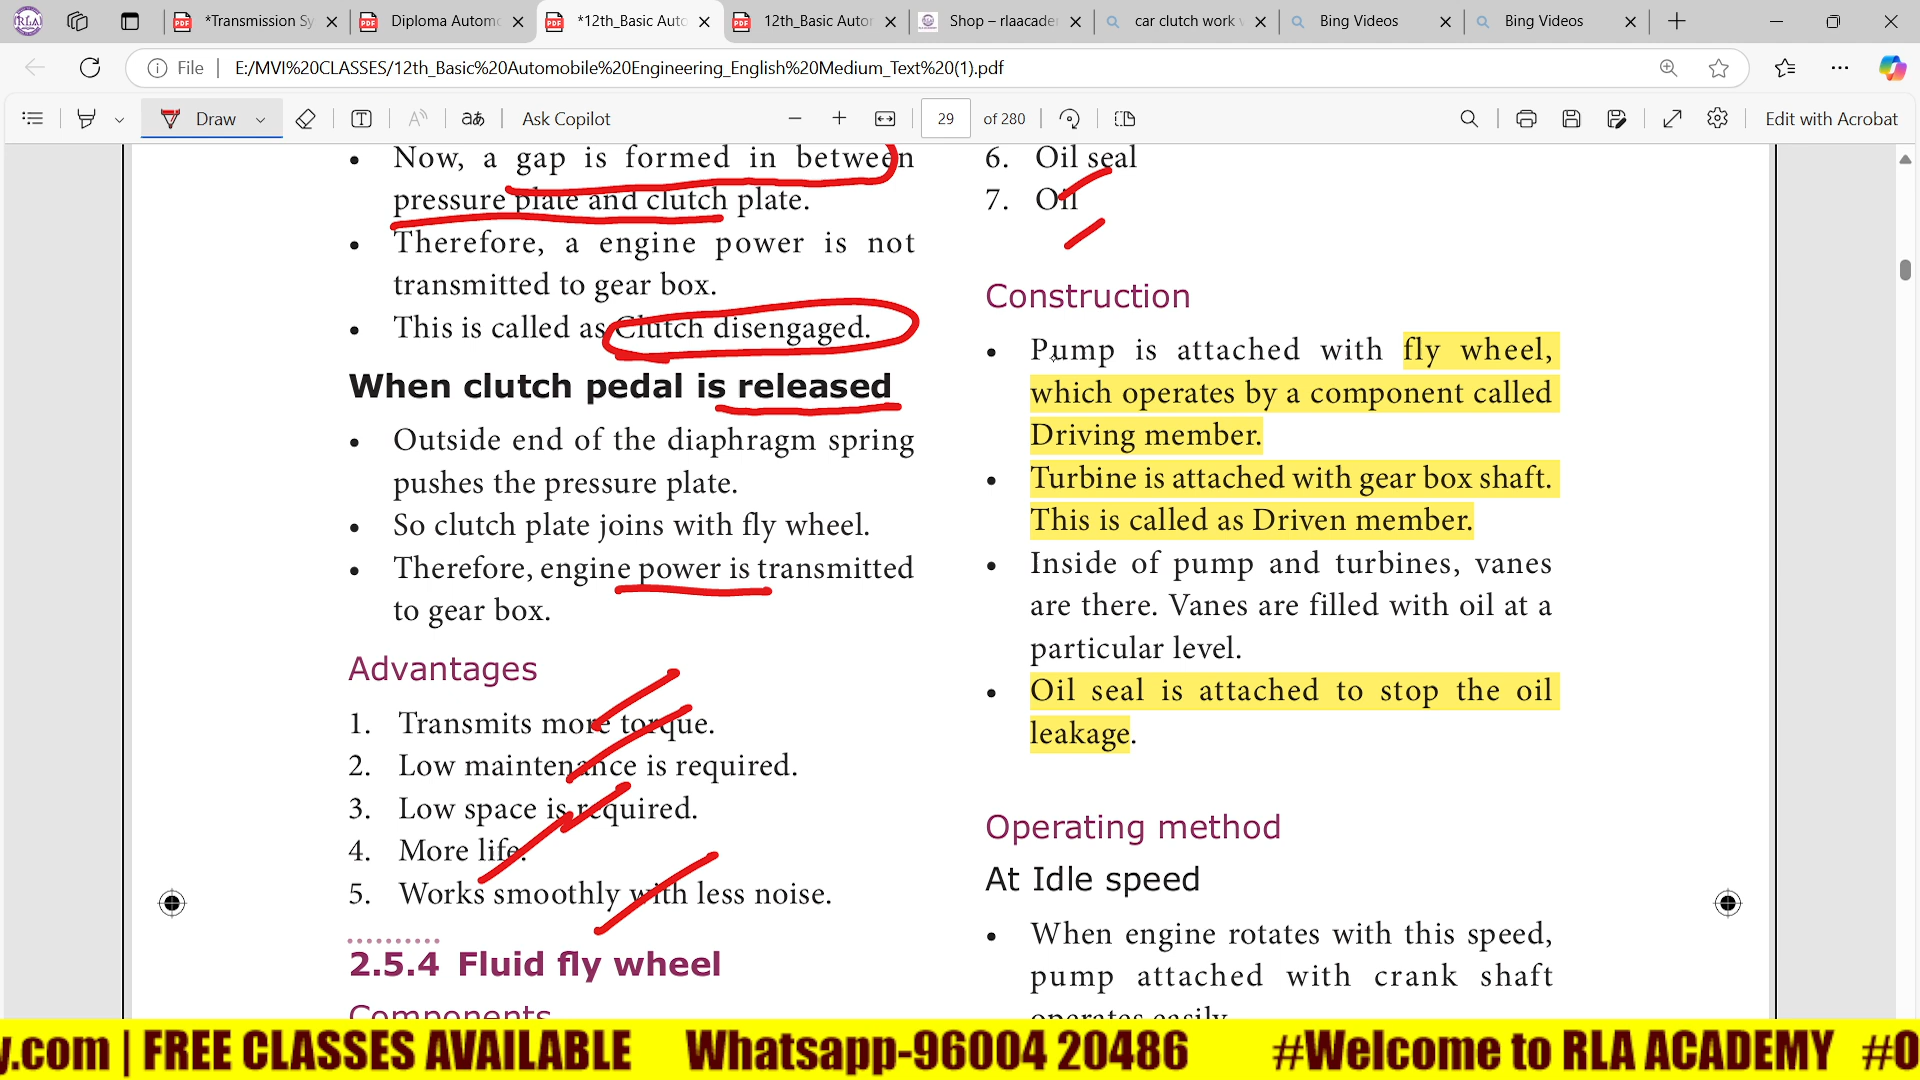 *Transmission Sy
Diploma Automo
*12th_Basic Auto
12th_Basic Autor
Shop – rlaacader
car clutch work v
Bing Videos
Bing Videos
File
E:/MVI%20CLASSES/12th_Basic%20Automobile%20Engineering_English%20Medium_Text%20(1).pdf
Draw
Ask Copilot
29
of 280
Edit with Acrobat
• Now, a gap is formed in between
pressure plate and clutch plate.
• Therefore, a engine power is not
transmitted to gear box.
• This is called as Clutch disengaged.
When clutch pedal is released
• Outside end of the diaphragm spring
pushes the pressure plate.
• So clutch plate joins with fly wheel.
• Therefore, engine power is transmitted
to gear box.
Advantages
1. Transmits more torque.
2. Low maintenance is required.
3. Low space is required.
4. More life.
5. Works smoothly with less noise.
2.5.4 Fluid fly wheel
Components
6. Oil seal
7. Oil
Construction
• Pump is attached with fly wheel,
which operates by a component called
Driving member.
• Turbine is attached with gear box shaft.
This is called as Driven member.
• Inside of pump and turbines, vanes
are there. Vanes are filled with oil at a
particular level.
• Oil seal is attached to stop the oil
leakage.
Operating method
At Idle speed
• When engine rotates with this speed,
pump attached with crank shaft
operates easily.
y.com | FREE CLASSES AVAILABLE Whatsapp-96004 20486 #Welcome to RLA ACADEMY #O